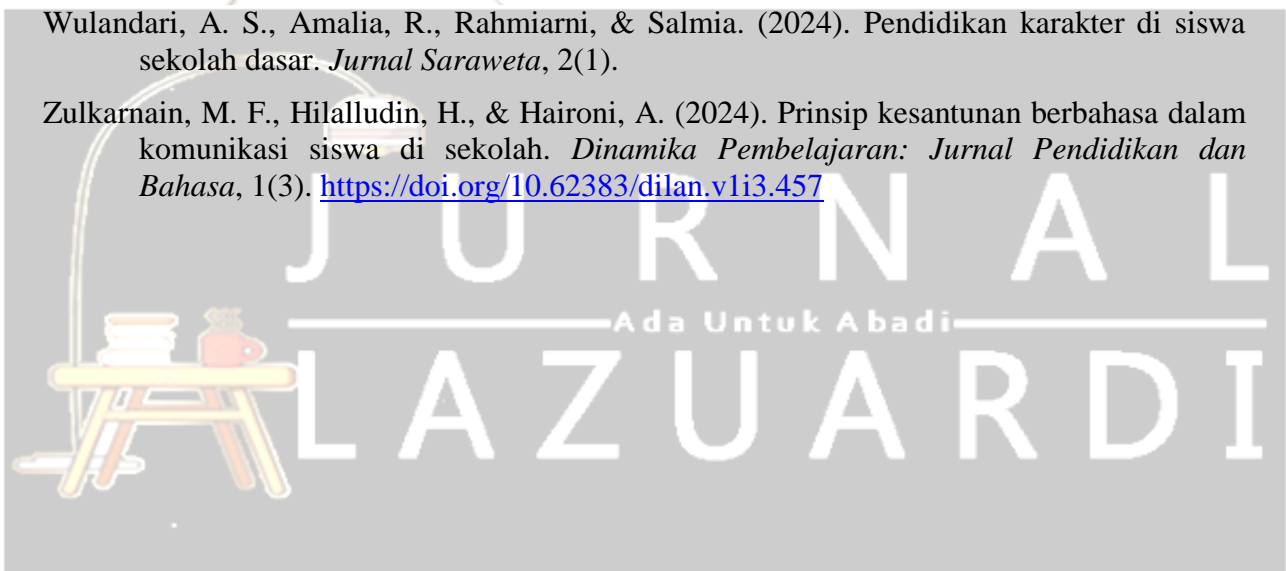 Wulandari, A. S., Amalia, R., Rahmiarni, & Salmia. (2024). Pendidikan karakter di siswa
sekolah dasar. Jurnal Saraweta, 2(1).
Zulkarnain, M. F., Hilalludin, H., & Haironi, A. (2024). Prinsip kesantunan berbahasa dalam
komunikasi siswa di sekolah. Dinamika Pembelajaran: Jurnal Pendidikan dan
Bahasa, 1(3). https://doi.org/10.62383/dilan.v1i3.457
JURNAL
Ada Untuk Abadi
LAZUARDI